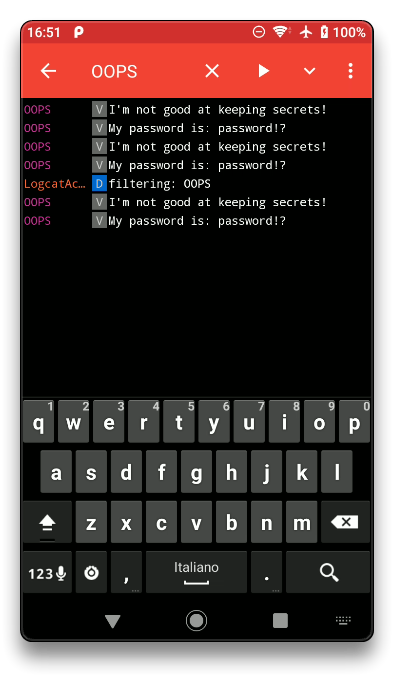 16:51 100%
OOPS
OOPS V I'm not good at keeping secrets!
OOPS V My password is: password!?
OOPS V I'm not good at keeping secrets!
OOPS V My password is: password!?
LogcatAc… D filtering: OOPS
OOPS V I'm not good at keeping secrets!
OOPS V My password is: password!?
1 2 3 4 5 6 7 8 9 0
q w e r t y u i o p
a s d f g h j k l
z x c v b n m
123 , ... Italiano . ...